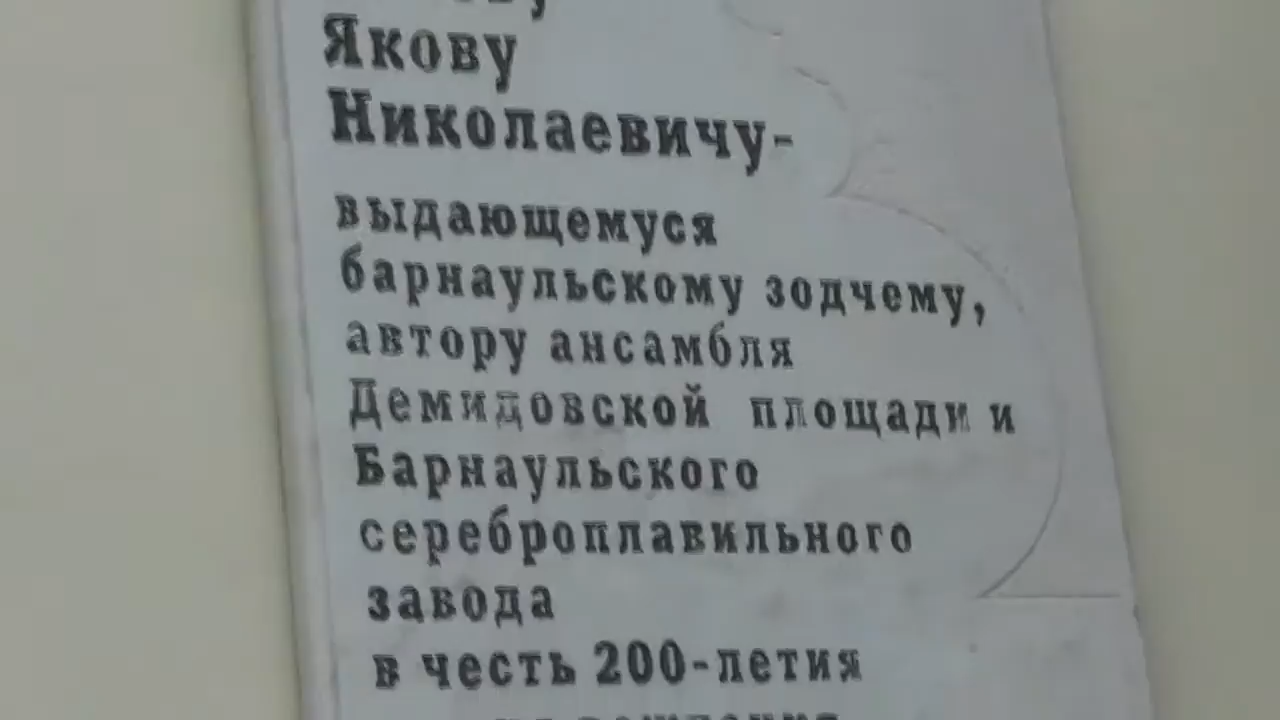 Якову
Николаевичу-
выдающемуся
барнаульскому зодчему,
автору ансамбля
Демидовской площади и
Барнаульского
сереброплавильного
завода
в честь 200-летия